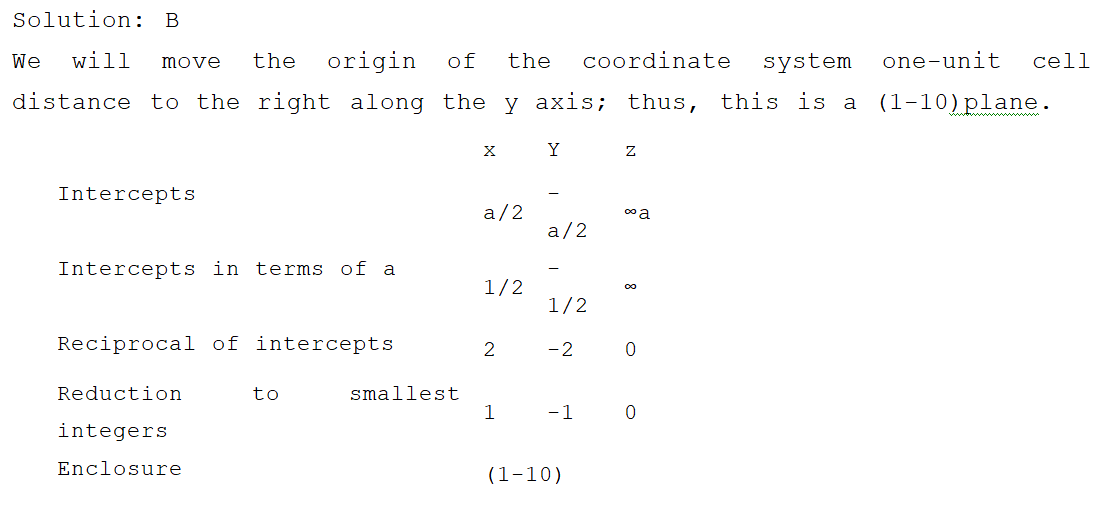 Solution: B
We will move the origin of the coordinate system one-unit cell
distance to the right along the y axis; thus, this is a (1-10)plane.
x Y z
Intercepts a/2 -a/2 ∞a
Intercepts in terms of a 1/2 -1/2 ∞
Reciprocal of intercepts 2 -2 0
Reduction to smallest
integers 1 -1 0
Enclosure (1-10)